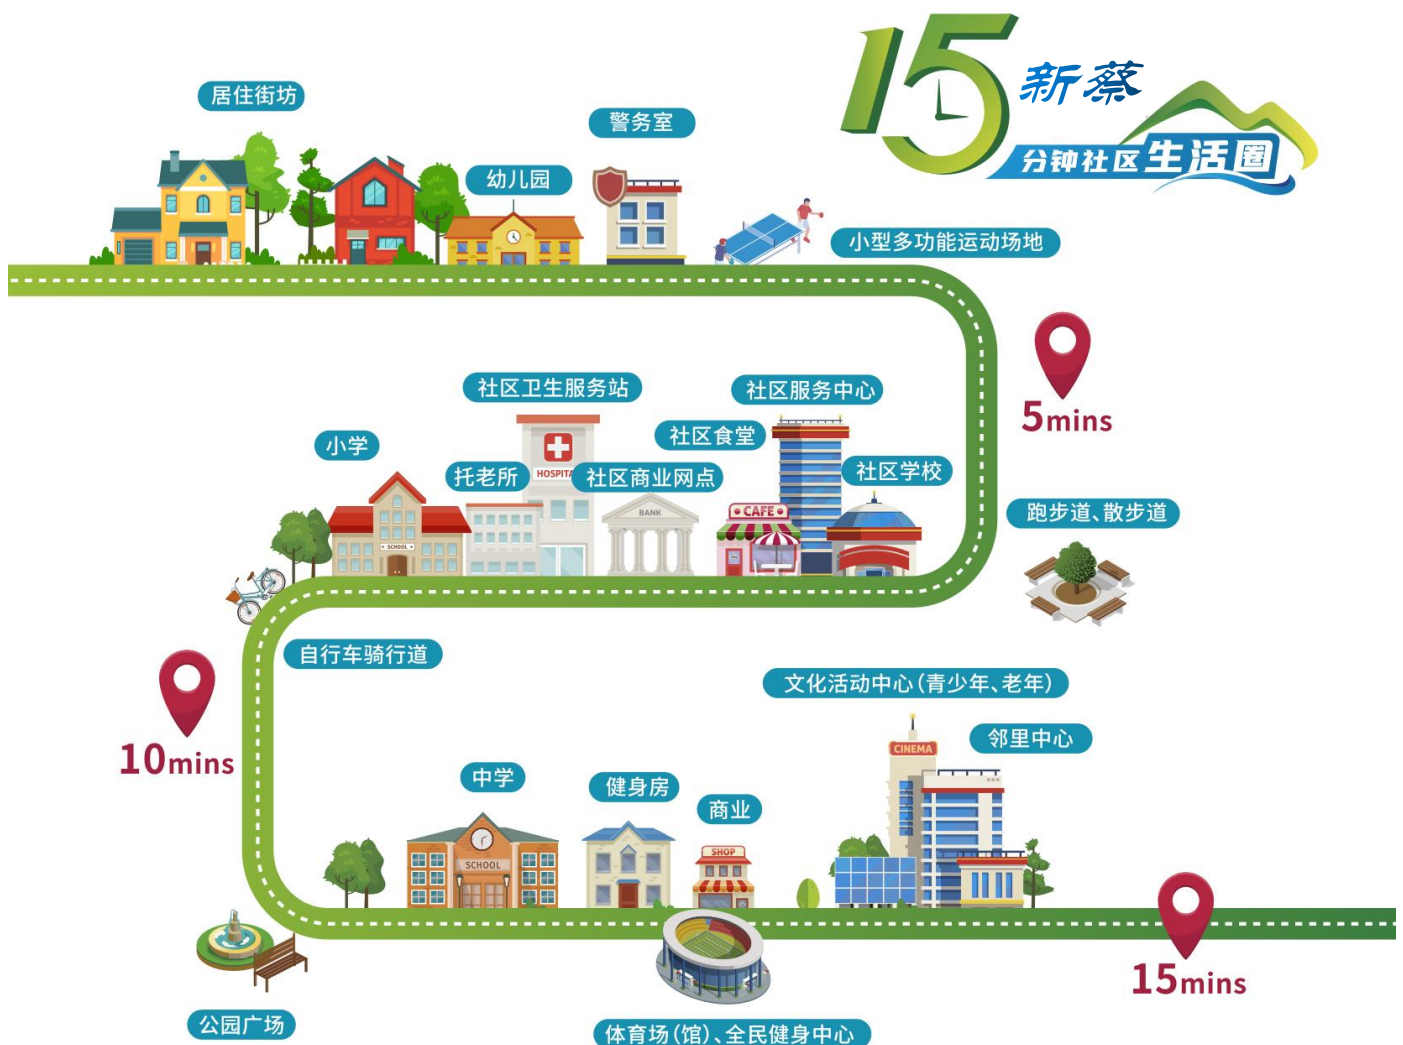 15
新蔡
分钟社区生活圈
居住街坊
警务室
幼儿园
小型多功能运动场地
5mins
社区卫生服务站
社区服务中心
社区食堂
小学
托老所
HOSPITA
社区商业网点
社区学校
BANK
CAFE
SCHOOL
跑步道、散步道
自行车骑行道
10mins
文化活动中心(青少年、老年)
邻里中心
CINEMA
中学
健身房
商业
SHOP
SCHOOL
15mins
公园广场
体育场(馆)、全民健身中心